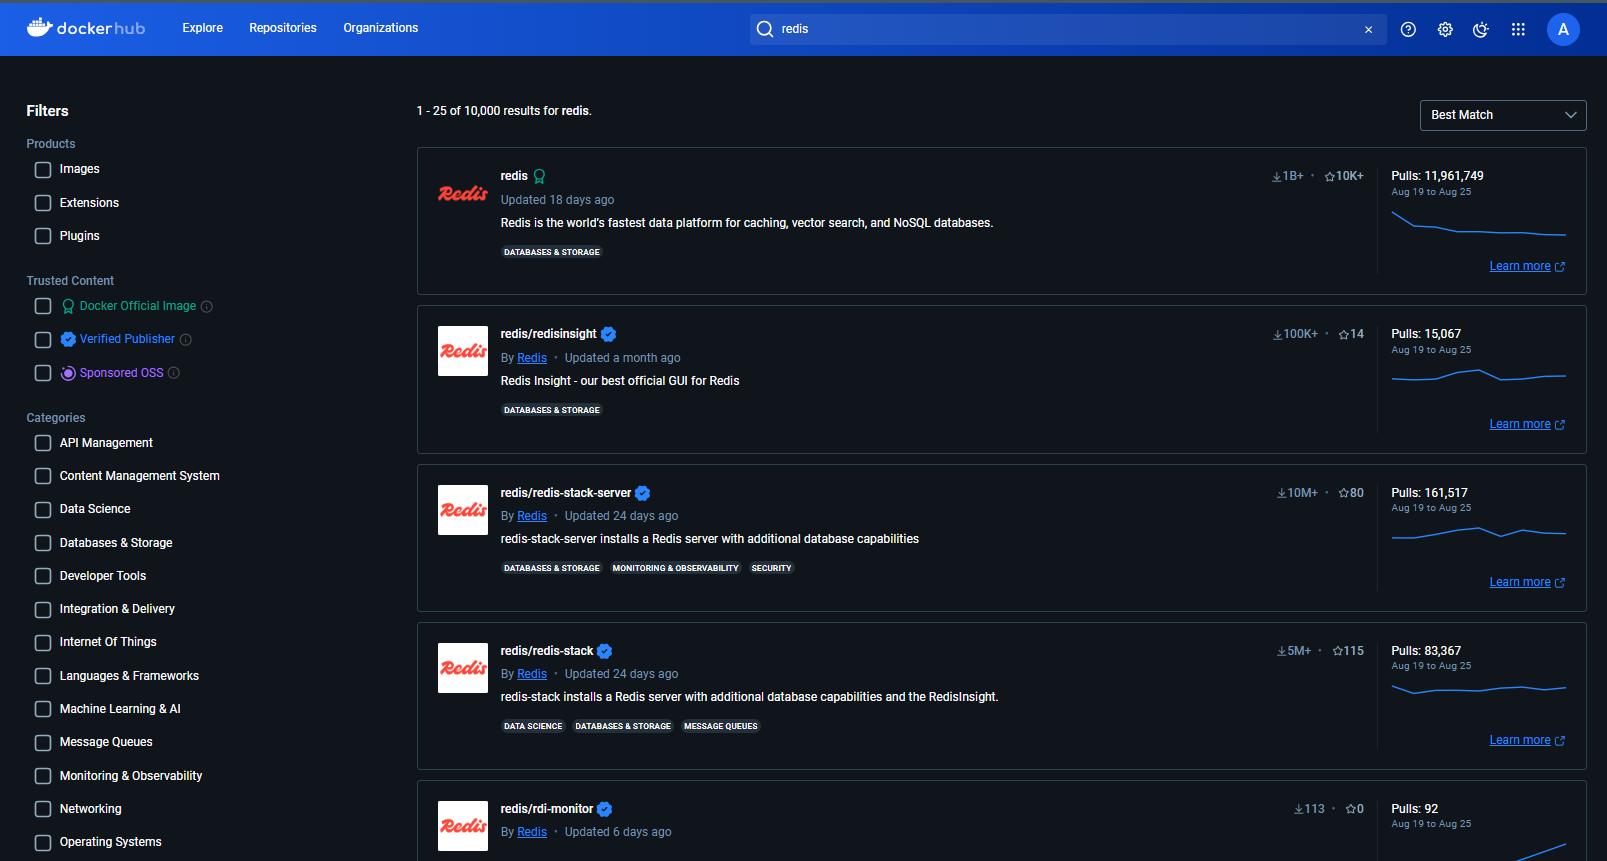 dockerhub
Explore
Repositories
Organizations
redis
A
Filters
Products
Images
Extensions
Plugins
Trusted Content
Docker Official Image
Verified Publisher
Sponsored OSS
Categories
API Management
Content Management System
Data Science
Databases & Storage
Developer Tools
Integration & Delivery
Internet Of Things
Languages & Frameworks
Machine Learning & AI
Message Queues
Monitoring & Observability
Networking
Operating Systems
1 - 25 of 10,000 results for redis.
Best Match
Redis
redis
1B+ • 10K+
Updated 18 days ago
Redis is the world's fastest data platform for caching, vector search, and NoSQL databases.
DATABASES & STORAGE
Pulls: 11,961,749
Aug 19 to Aug 25
Learn more
Redis
redis/redisinsight
100K+ • 14
By Redis • Updated a month ago
Redis Insight - our best official GUI for Redis
DATABASES & STORAGE
Pulls: 15,067
Aug 19 to Aug 25
Learn more
Redis
redis/redis-stack-server
10M+ • 80
By Redis • Updated 24 days ago
redis-stack-server installs a Redis server with additional database capabilities
DATABASES & STORAGE MONITORING & OBSERVABILITY SECURITY
Pulls: 161,517
Aug 19 to Aug 25
Learn more
Redis
redis/redis-stack
5M+ • 115
By Redis • Updated 24 days ago
redis-stack installs a Redis server with additional database capabilities and the RedisInsight.
DATA SCIENCE DATABASES & STORAGE MESSAGE QUEUES
Pulls: 83,367
Aug 19 to Aug 25
Learn more
Redis
redis/rdi-monitor
113 • 0
By Redis • Updated 6 days ago
Pulls: 92
Aug 19 to Aug 25